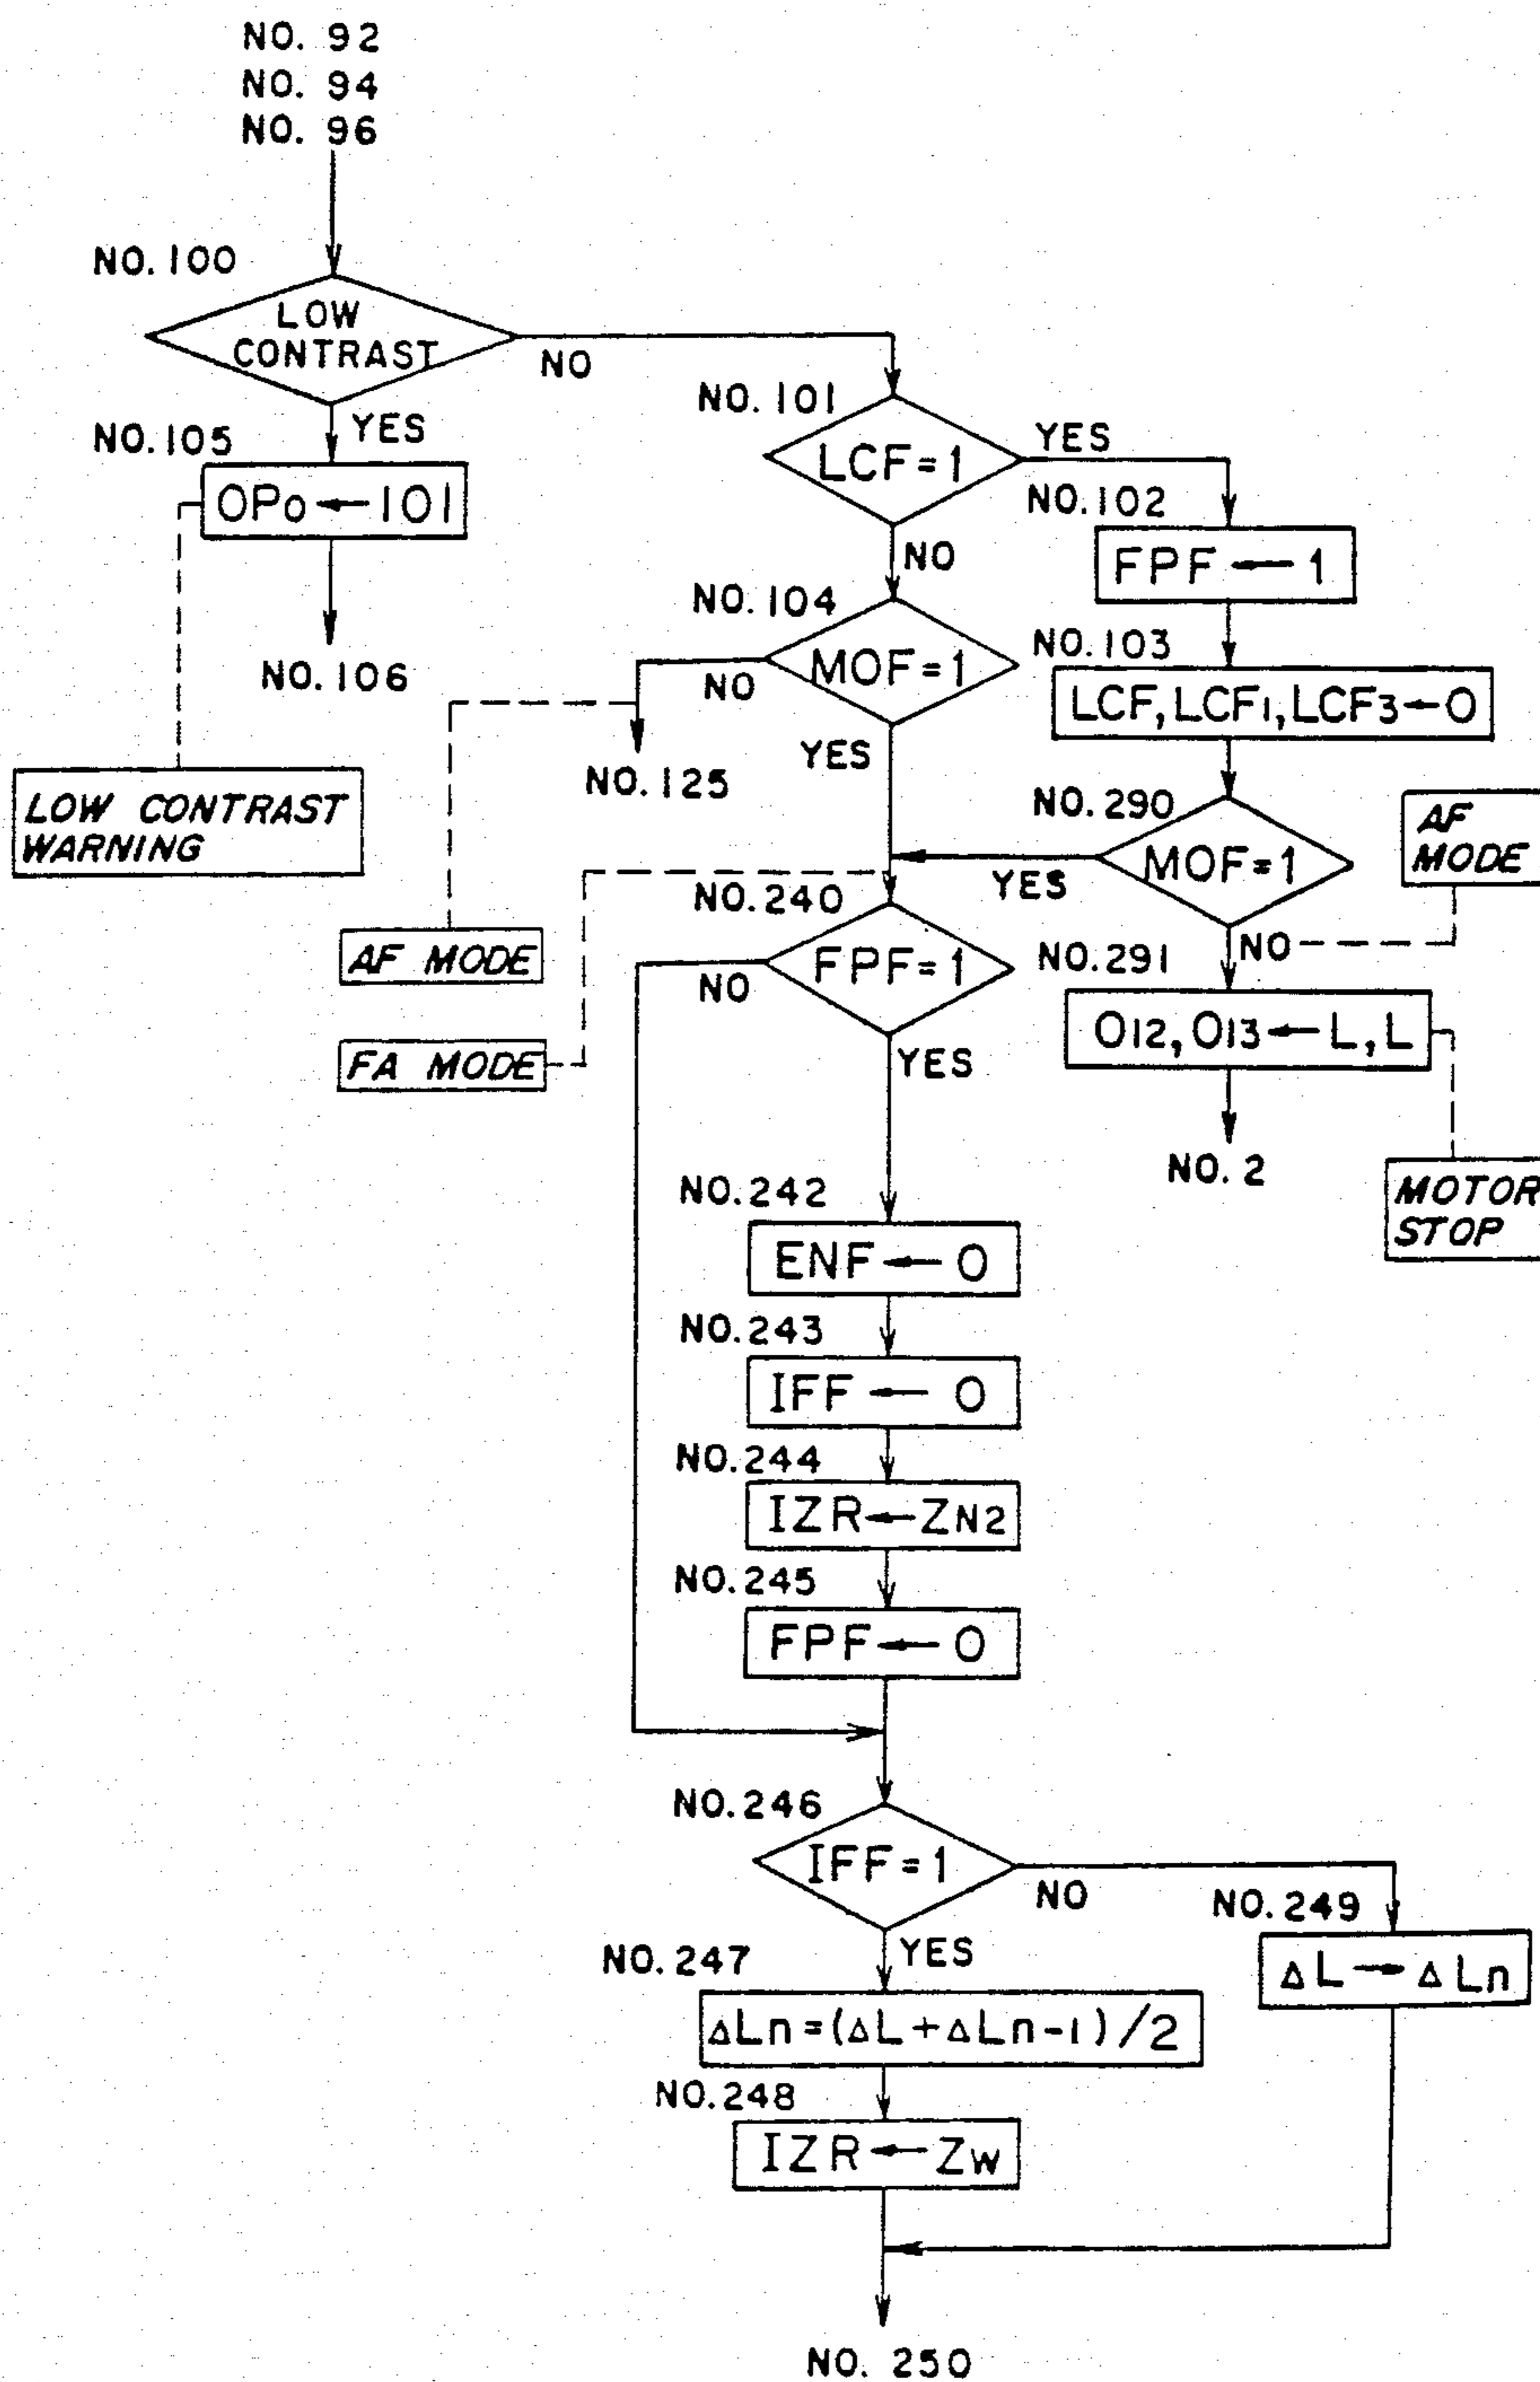 NO. 92
NO. 94
NO. 96
NO. 100
LOW
CONTRAST
NO
YES
NO. 105
OPo ← 101
NO. 106
LOW CONTRAST
WARNING
NO. 101
LCF = 1
YES
NO
NO. 102
FPF ← 1
NO. 103
LCF, LCF1, LCF3 ← 0
NO. 104
MOF = 1
NO
YES
NO. 125
AF MODE
FA MODE
NO. 290
MOF = 1
YES
NO
AF
MODE
NO. 291
O12, O13 ← L, L
NO. 2
MOTOR
STOP
NO. 240
FPF = 1
NO
YES
NO. 242
ENF ← 0
NO. 243
IFF ← 0
NO. 244
IZR ← ZN2
NO. 245
FPF ← 0
NO. 246
IFF = 1
NO
YES
NO. 249
ΔL → ΔLn
NO. 247
ΔLn = (ΔL + ΔLn-1) / 2
NO. 248
IZR ← Zw
NO. 250